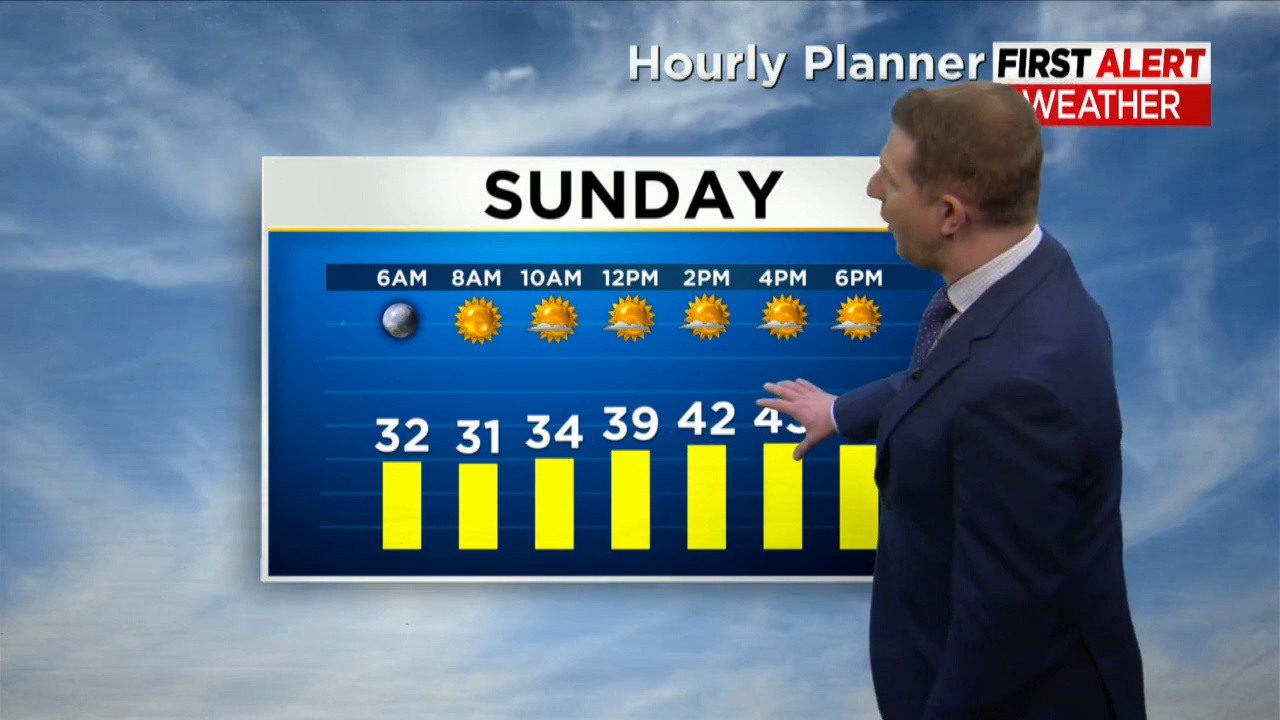 Hourly Planner
FIRST ALERT
WEATHER
SUNDAY
6AM 8AM 10AM 12PM 2PM 4PM 6PM
32 31 34 39 42